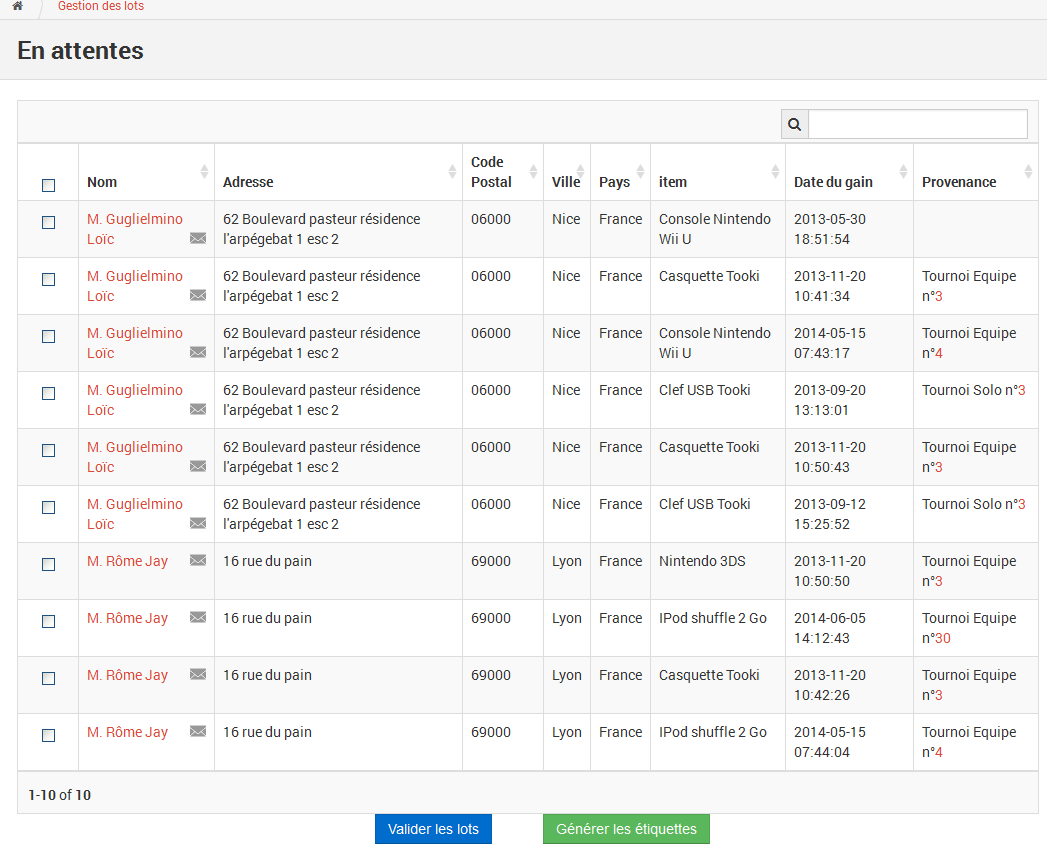 Gestion des lots
En attentes
Nom Adresse Code Postal Ville Pays item Date du gain Provenance
M. Guglielmino Loïc 62 Boulevard pasteur résidence l'arpégebat 1 esc 2 06000 Nice France Console Nintendo Wii U 2013-05-30 18:51:54
M. Guglielmino Loïc 62 Boulevard pasteur résidence l'arpégebat 1 esc 2 06000 Nice France Casquette Tooki 2013-11-20 10:41:34 Tournoi Equipe n°3
M. Guglielmino Loïc 62 Boulevard pasteur résidence l'arpégebat 1 esc 2 06000 Nice France Console Nintendo Wii U 2014-05-15 07:43:17 Tournoi Equipe n°4
M. Guglielmino Loïc 62 Boulevard pasteur résidence l'arpégebat 1 esc 2 06000 Nice France Clef USB Tooki 2013-09-20 13:13:01 Tournoi Solo n°3
M. Guglielmino Loïc 62 Boulevard pasteur résidence l'arpégebat 1 esc 2 06000 Nice France Casquette Tooki 2013-11-20 10:50:43 Tournoi Equipe n°3
M. Guglielmino Loïc 62 Boulevard pasteur résidence l'arpégebat 1 esc 2 06000 Nice France Clef USB Tooki 2013-09-12 15:25:52 Tournoi Solo n°3
M. Rôme Jay 16 rue du pain 69000 Lyon France Nintendo 3DS 2013-11-20 10:50:50 Tournoi Equipe n°3
M. Rôme Jay 16 rue du pain 69000 Lyon France IPod shuffle 2 Go 2014-06-05 14:12:43 Tournoi Equipe n°30
M. Rôme Jay 16 rue du pain 69000 Lyon France Casquette Tooki 2013-11-20 10:42:26 Tournoi Equipe n°3
M. Rôme Jay 16 rue du pain 69000 Lyon France IPod shuffle 2 Go 2014-05-15 07:44:04 Tournoi Equipe n°4
1-10 of 10
Valider les lots Générer les étiquettes